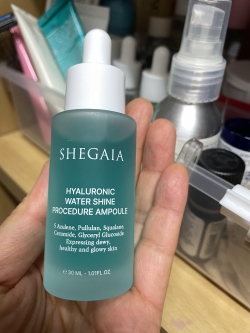 SHEGAIA
HYALURONIC
WATER SHINE
PROCEDURE AMPOULE
5 Azulene, Pullulan, Squalane,
Ceramide, Glyceryl Glucoside
Expressing dewy,
healthy and glowy skin
℮ 30 ML - 1.01FL.OZ.